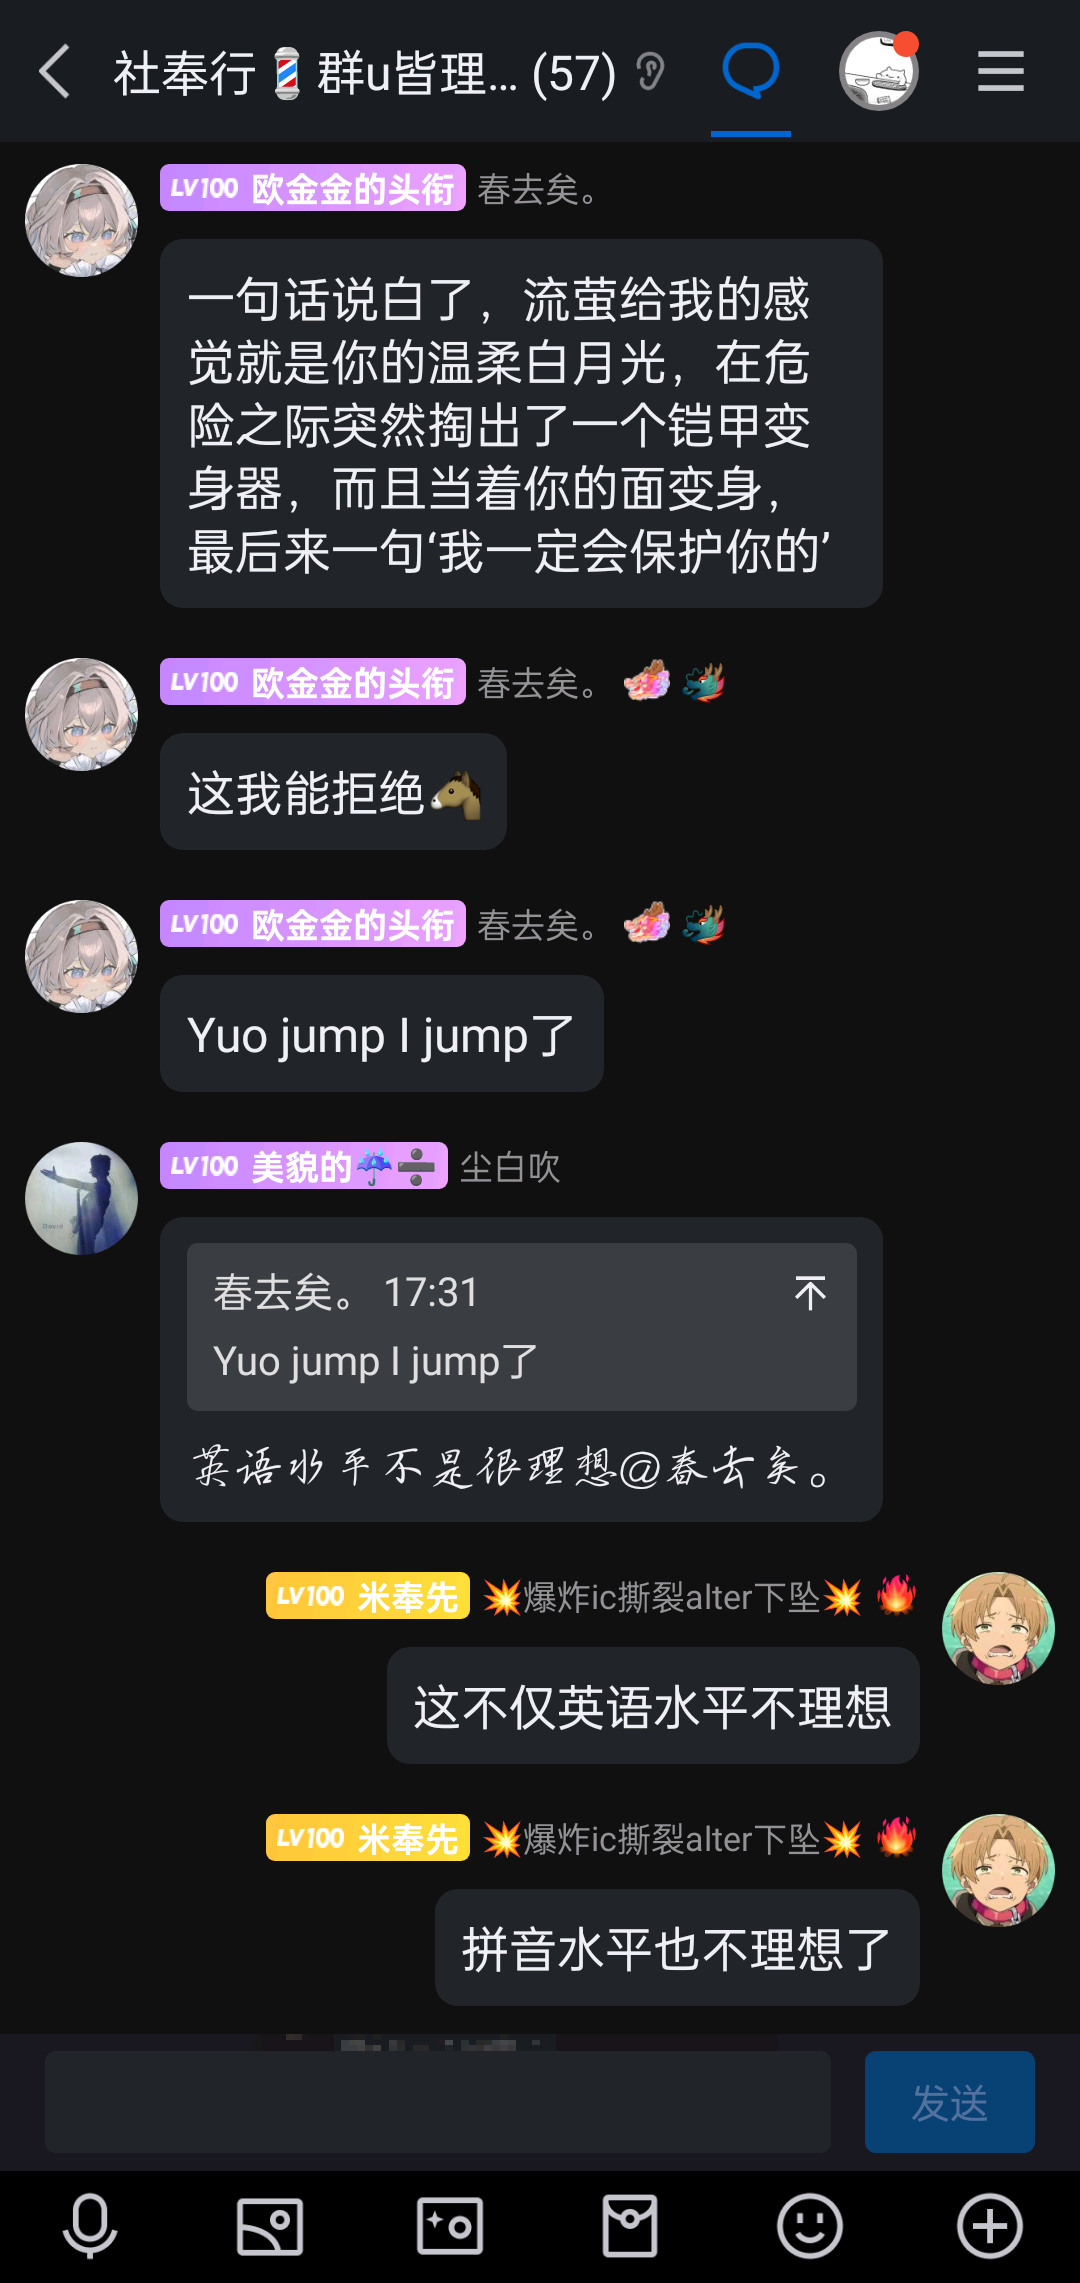 社奉行💈群u皆理... (57)
LV100 欧金金的头衔 春去矣。
一句话说白了，流萤给我的感
觉就是你的温柔白月光，在危
险之际突然掏出了一个铠甲变
身器，而且当着你的面变身，
最后来一句‘我一定会保护你的’
LV100 欧金金的头衔 春去矣。
这我能拒绝🐴
LV100 欧金金的头衔 春去矣。
Yuo jump I jump了
LV100 美貌的☔➗ 尘白吹
春去矣。 17:31
Yuo jump I jump了
英语水平不是很理想@春去矣。
LV100 米奉先 💥爆炸ic撕裂alter下坠💥🔥
这不仅英语水平不理想
LV100 米奉先 💥爆炸ic撕裂alter下坠💥🔥
拼音水平也不理想了
发送